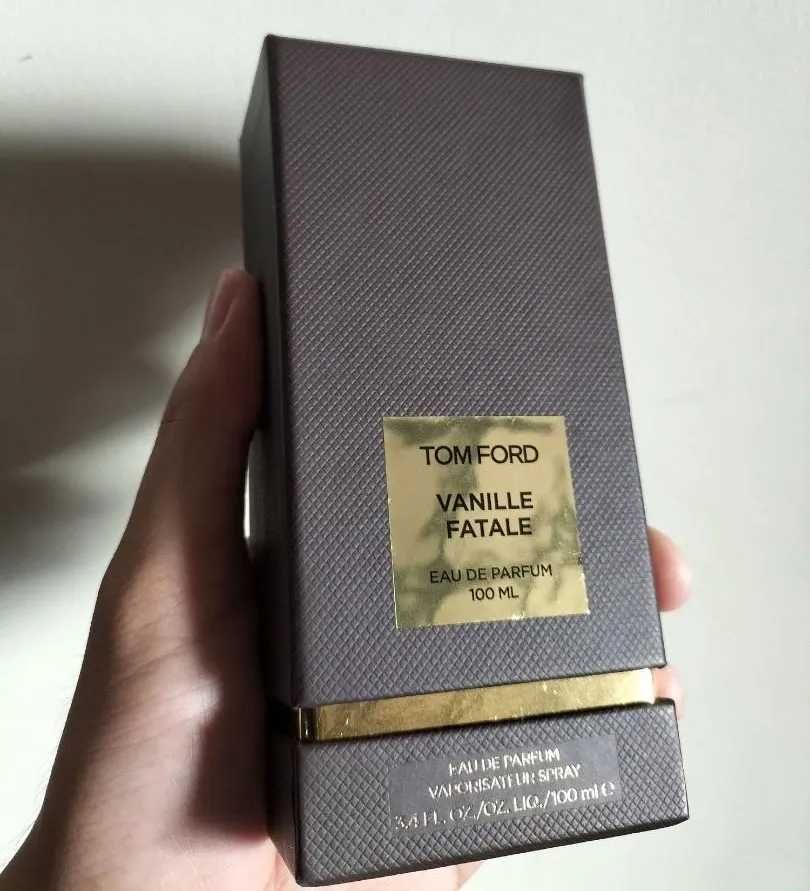 TOM FORD
VANILLE
FATALE
EAU DE PARFUM
100 ML
EAU DE PARFUM
VAPORISATEUR SPRAY
3.4 FL. OZ./OZ. LIQ./100 ml ℮